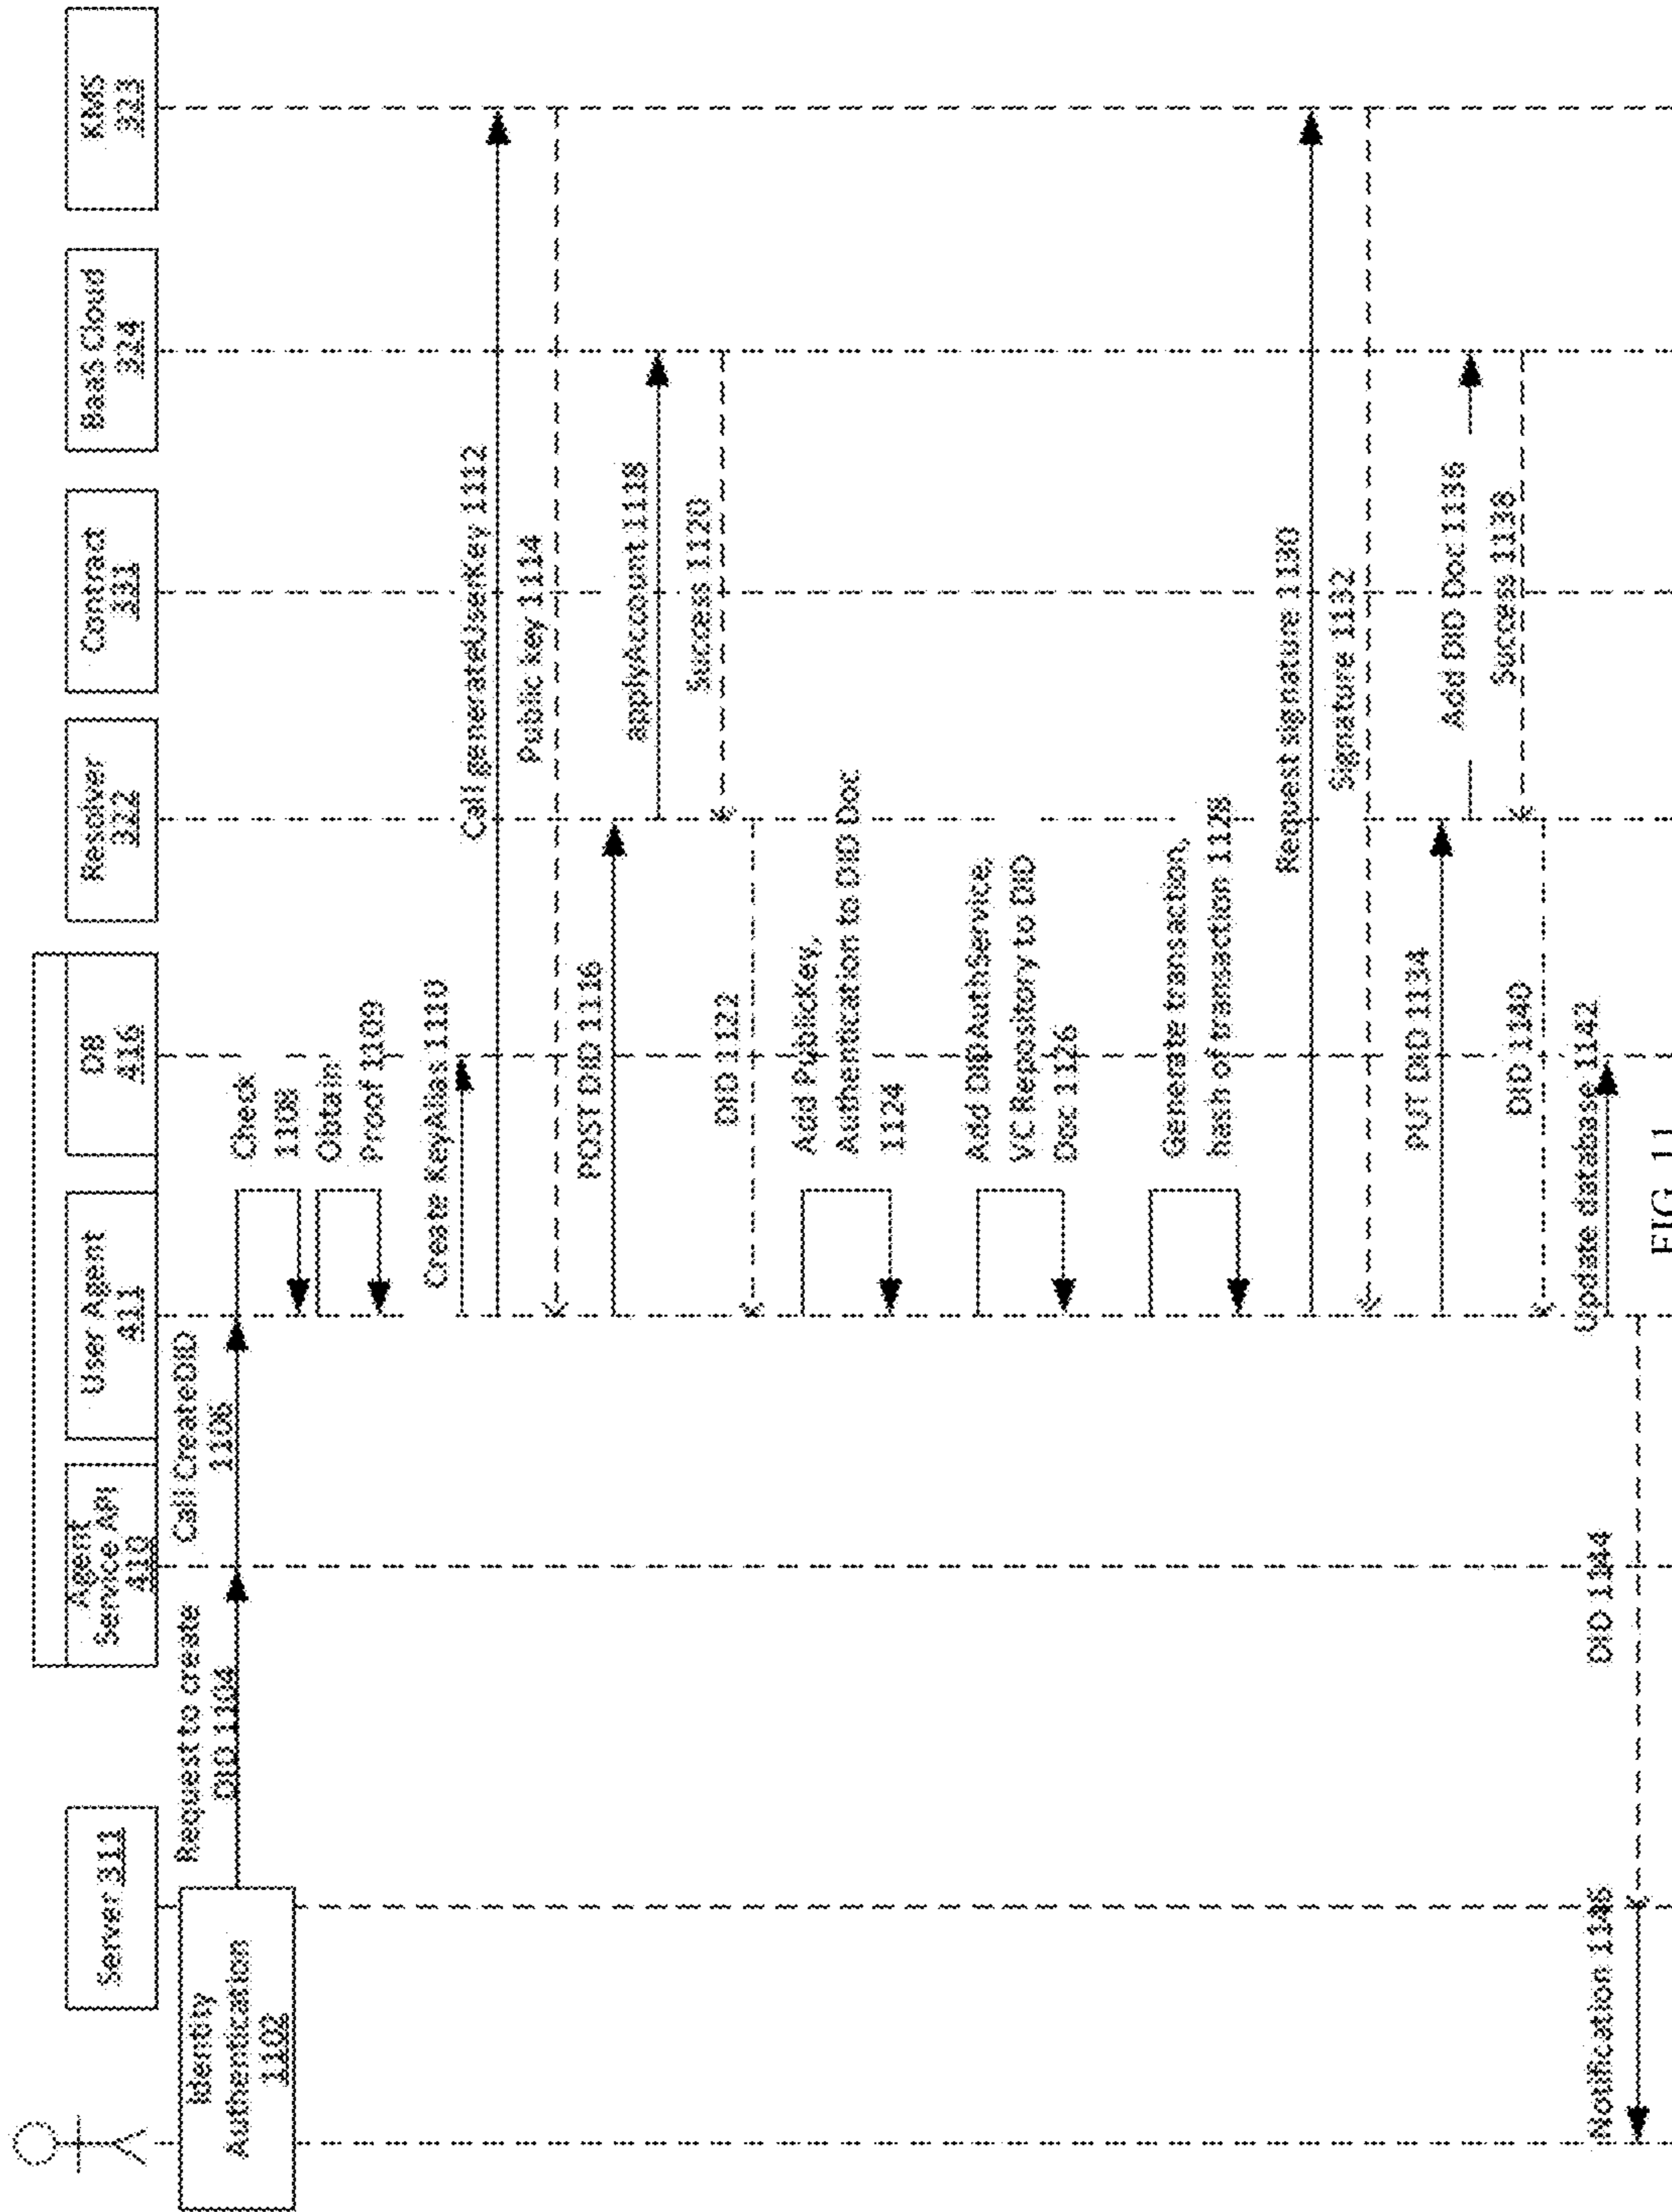 Server 311
Agent
Service API
410
User Agent
411
DB
416
Resolver
322
Contract
331
BaaS Cloud
324
KMS
323
Identity
Authentication
1102
Request to create
DID 1104
Call CreateDID
1106
Check
1108
Obtain
Proof 1109
Create KeyAlias 1110
Call generateUserKey 1112
Public key 1114
POST DID 1116
applyAccount 1118
Success 1120
DID 1122
Add PublicKey,
Authentication to DID Doc
1124
Add DIDAuthService,
VC Repository to DID
Doc 1126
Generate transaction,
hash of transaction 1128
Request signature 1130
Signature 1132
PUT DID 1134
Add DID Doc 1136
Success 1138
DID 1140
Update database 1142
DID 1144
Notification 1146
FIG. 11